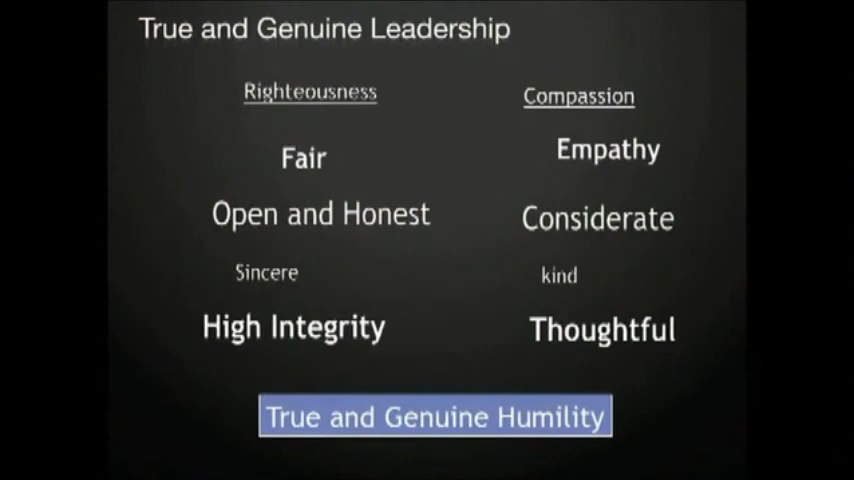 True and Genuine Leadership
Righteousness
Compassion
Fair
Empathy
Open and Honest
Considerate
Sincere
kind
High Integrity
Thoughtful
True and Genuine Humility